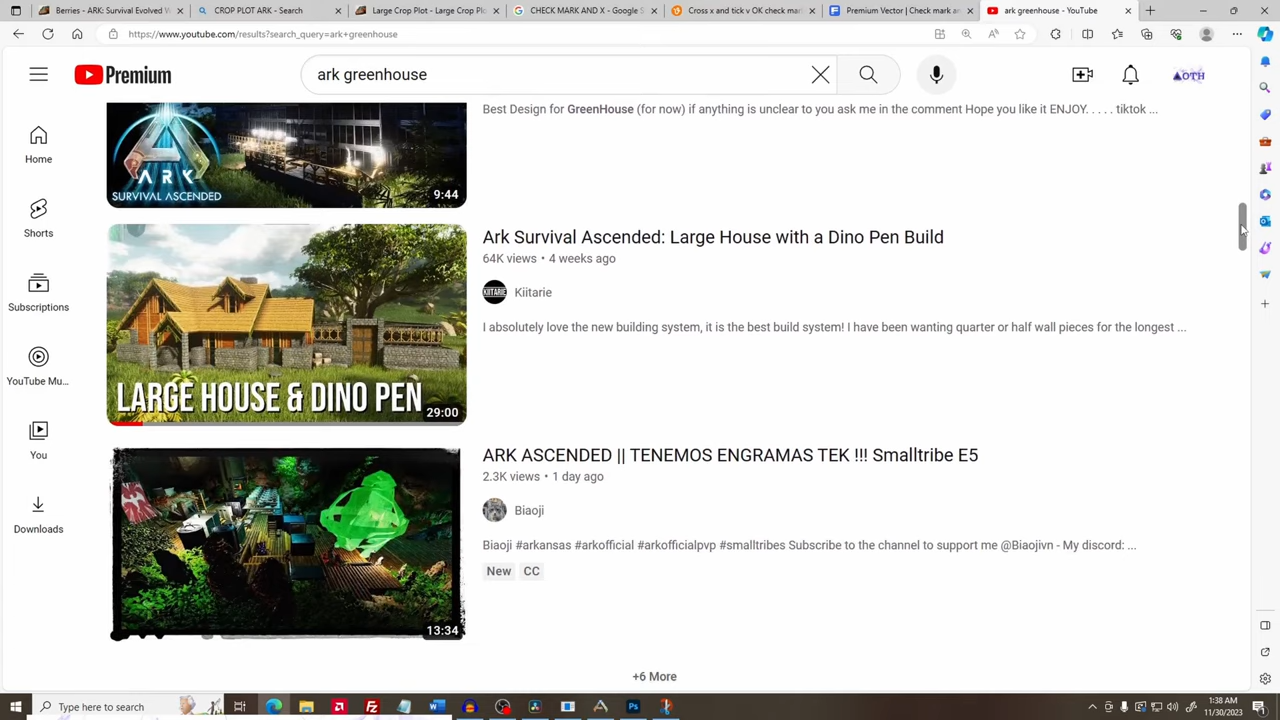 Berries - ARK: Survival Evolved W
CROP PLOT ARK - Search
Large Crop Plot - Large Crop Plo
CHECK MARK AND X - Google S
Cross x and tick v OK check mar
Premium Vector | Check mark an
ark greenhouse - YouTube
https://www.youtube.com/results?search_query=ark+greenhouse
Premium
ark greenhouse
AOTH
Home
Shorts
Subscriptions
YouTube Mu...
You
Downloads
ARK
SURVIVAL ASCENDED
9:44
Best Design for GreenHouse (for now) if anything is unclear to you ask me in the comment Hope you like it ENJOY. . . . . tiktok ...
LARGE HOUSE & DINO PEN
29:00
Ark Survival Ascended: Large House with a Dino Pen Build
64K views • 4 weeks ago
KIITARIE
Kiitarie
I absolutely love the new building system, it is the best build system! I have been wanting quarter or half wall pieces for the longest ...
13:34
ARK ASCENDED || TENEMOS ENGRAMAS TEK !!! Smalltribe E5
2.3K views • 1 day ago
Biaoji
Biaoji #arkansas #arkofficial #arkofficialpvp #smalltribes Subscribe to the channel to support me @Biaojivn - My discord: ...
New CC
+6 More
Type here to search
1:38 AM
11/30/2023